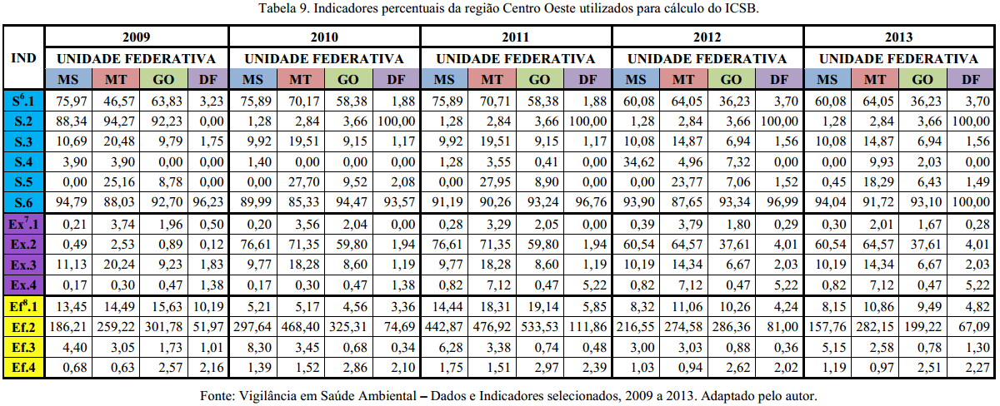 Tabela 9. Indicadores percentuais da região Centro Oeste utilizados para cálculo do ICSB.
IND 2009 2010 2011 2012 2013
UNIDADE FEDERATIVA UNIDADE FEDERATIVA UNIDADE FEDERATIVA UNIDADE FEDERATIVA UNIDADE FEDERATIVA
MS MT GO DF MS MT GO DF MS MT GO DF MS MT GO DF MS MT GO DF
S⁶.1 75,97 46,57 63,83 3,23 75,89 70,17 58,38 1,88 75,89 70,71 58,38 1,88 60,08 64,05 36,23 3,70 60,08 64,05 36,23 3,70
S.2 88,34 94,27 92,23 0,00 1,28 2,84 3,66 100,00 1,28 2,84 3,66 100,00 1,28 2,84 3,66 100,00 1,28 2,84 3,66 100,00
S.3 10,69 20,48 9,79 1,75 9,92 19,51 9,15 1,17 9,92 19,51 9,15 1,17 10,08 14,87 6,94 1,56 10,08 14,87 6,94 1,56
S.4 3,90 3,90 0,00 0,00 1,40 0,00 0,00 0,00 1,28 3,55 0,41 0,00 34,62 4,96 7,32 0,00 0,00 9,93 2,03 0,00
S.5 0,00 25,16 8,78 0,00 0,00 27,70 9,52 2,08 0,00 27,95 8,90 0,00 0,00 23,77 7,06 1,52 0,45 18,29 6,43 1,49
S.6 94,79 88,03 92,70 96,23 89,99 85,33 94,47 93,57 91,19 90,26 93,24 96,76 93,90 87,65 93,34 96,99 94,04 91,72 93,10 100,00
Ex⁷.1 0,21 3,74 1,96 0,50 0,20 3,56 2,04 0,00 0,28 3,29 2,05 0,00 0,39 3,79 1,80 0,29 0,30 2,01 1,67 0,28
Ex.2 0,49 2,53 0,89 0,12 76,61 71,35 59,80 1,94 76,61 71,35 59,80 1,94 60,54 64,57 37,61 4,01 60,54 64,57 37,61 4,01
Ex.3 11,13 20,24 9,23 1,83 9,77 18,28 8,60 1,19 9,77 18,28 8,60 1,19 10,19 14,34 6,67 2,03 10,19 14,34 6,67 2,03
Ex.4 0,17 0,30 0,47 1,38 0,17 0,30 0,47 1,38 0,82 7,12 0,47 5,22 0,82 7,12 0,47 5,22 0,82 7,12 0,47 5,22
Ef⁸.1 13,45 14,49 15,63 10,19 5,21 5,17 4,56 3,36 14,44 18,31 19,14 5,85 8,32 11,06 10,26 4,24 8,15 10,86 9,49 4,82
Ef.2 186,21 259,22 301,78 51,97 297,64 468,40 325,31 74,69 442,87 476,92 533,53 111,86 216,55 274,58 286,36 81,00 157,76 282,15 199,22 67,09
Ef.3 4,40 3,05 1,73 1,01 8,30 3,45 0,68 0,34 6,28 3,38 0,74 0,48 3,00 3,03 0,88 0,36 5,15 2,58 0,78 1,30
Ef.4 0,68 0,63 2,57 2,16 1,39 1,52 2,86 2,10 1,75 1,51 2,97 2,39 1,03 0,94 2,62 2,02 1,19 0,97 2,51 2,27
Fonte: Vigilância em Saúde Ambiental – Dados e Indicadores selecionados, 2009 a 2013. Adaptado pelo autor.